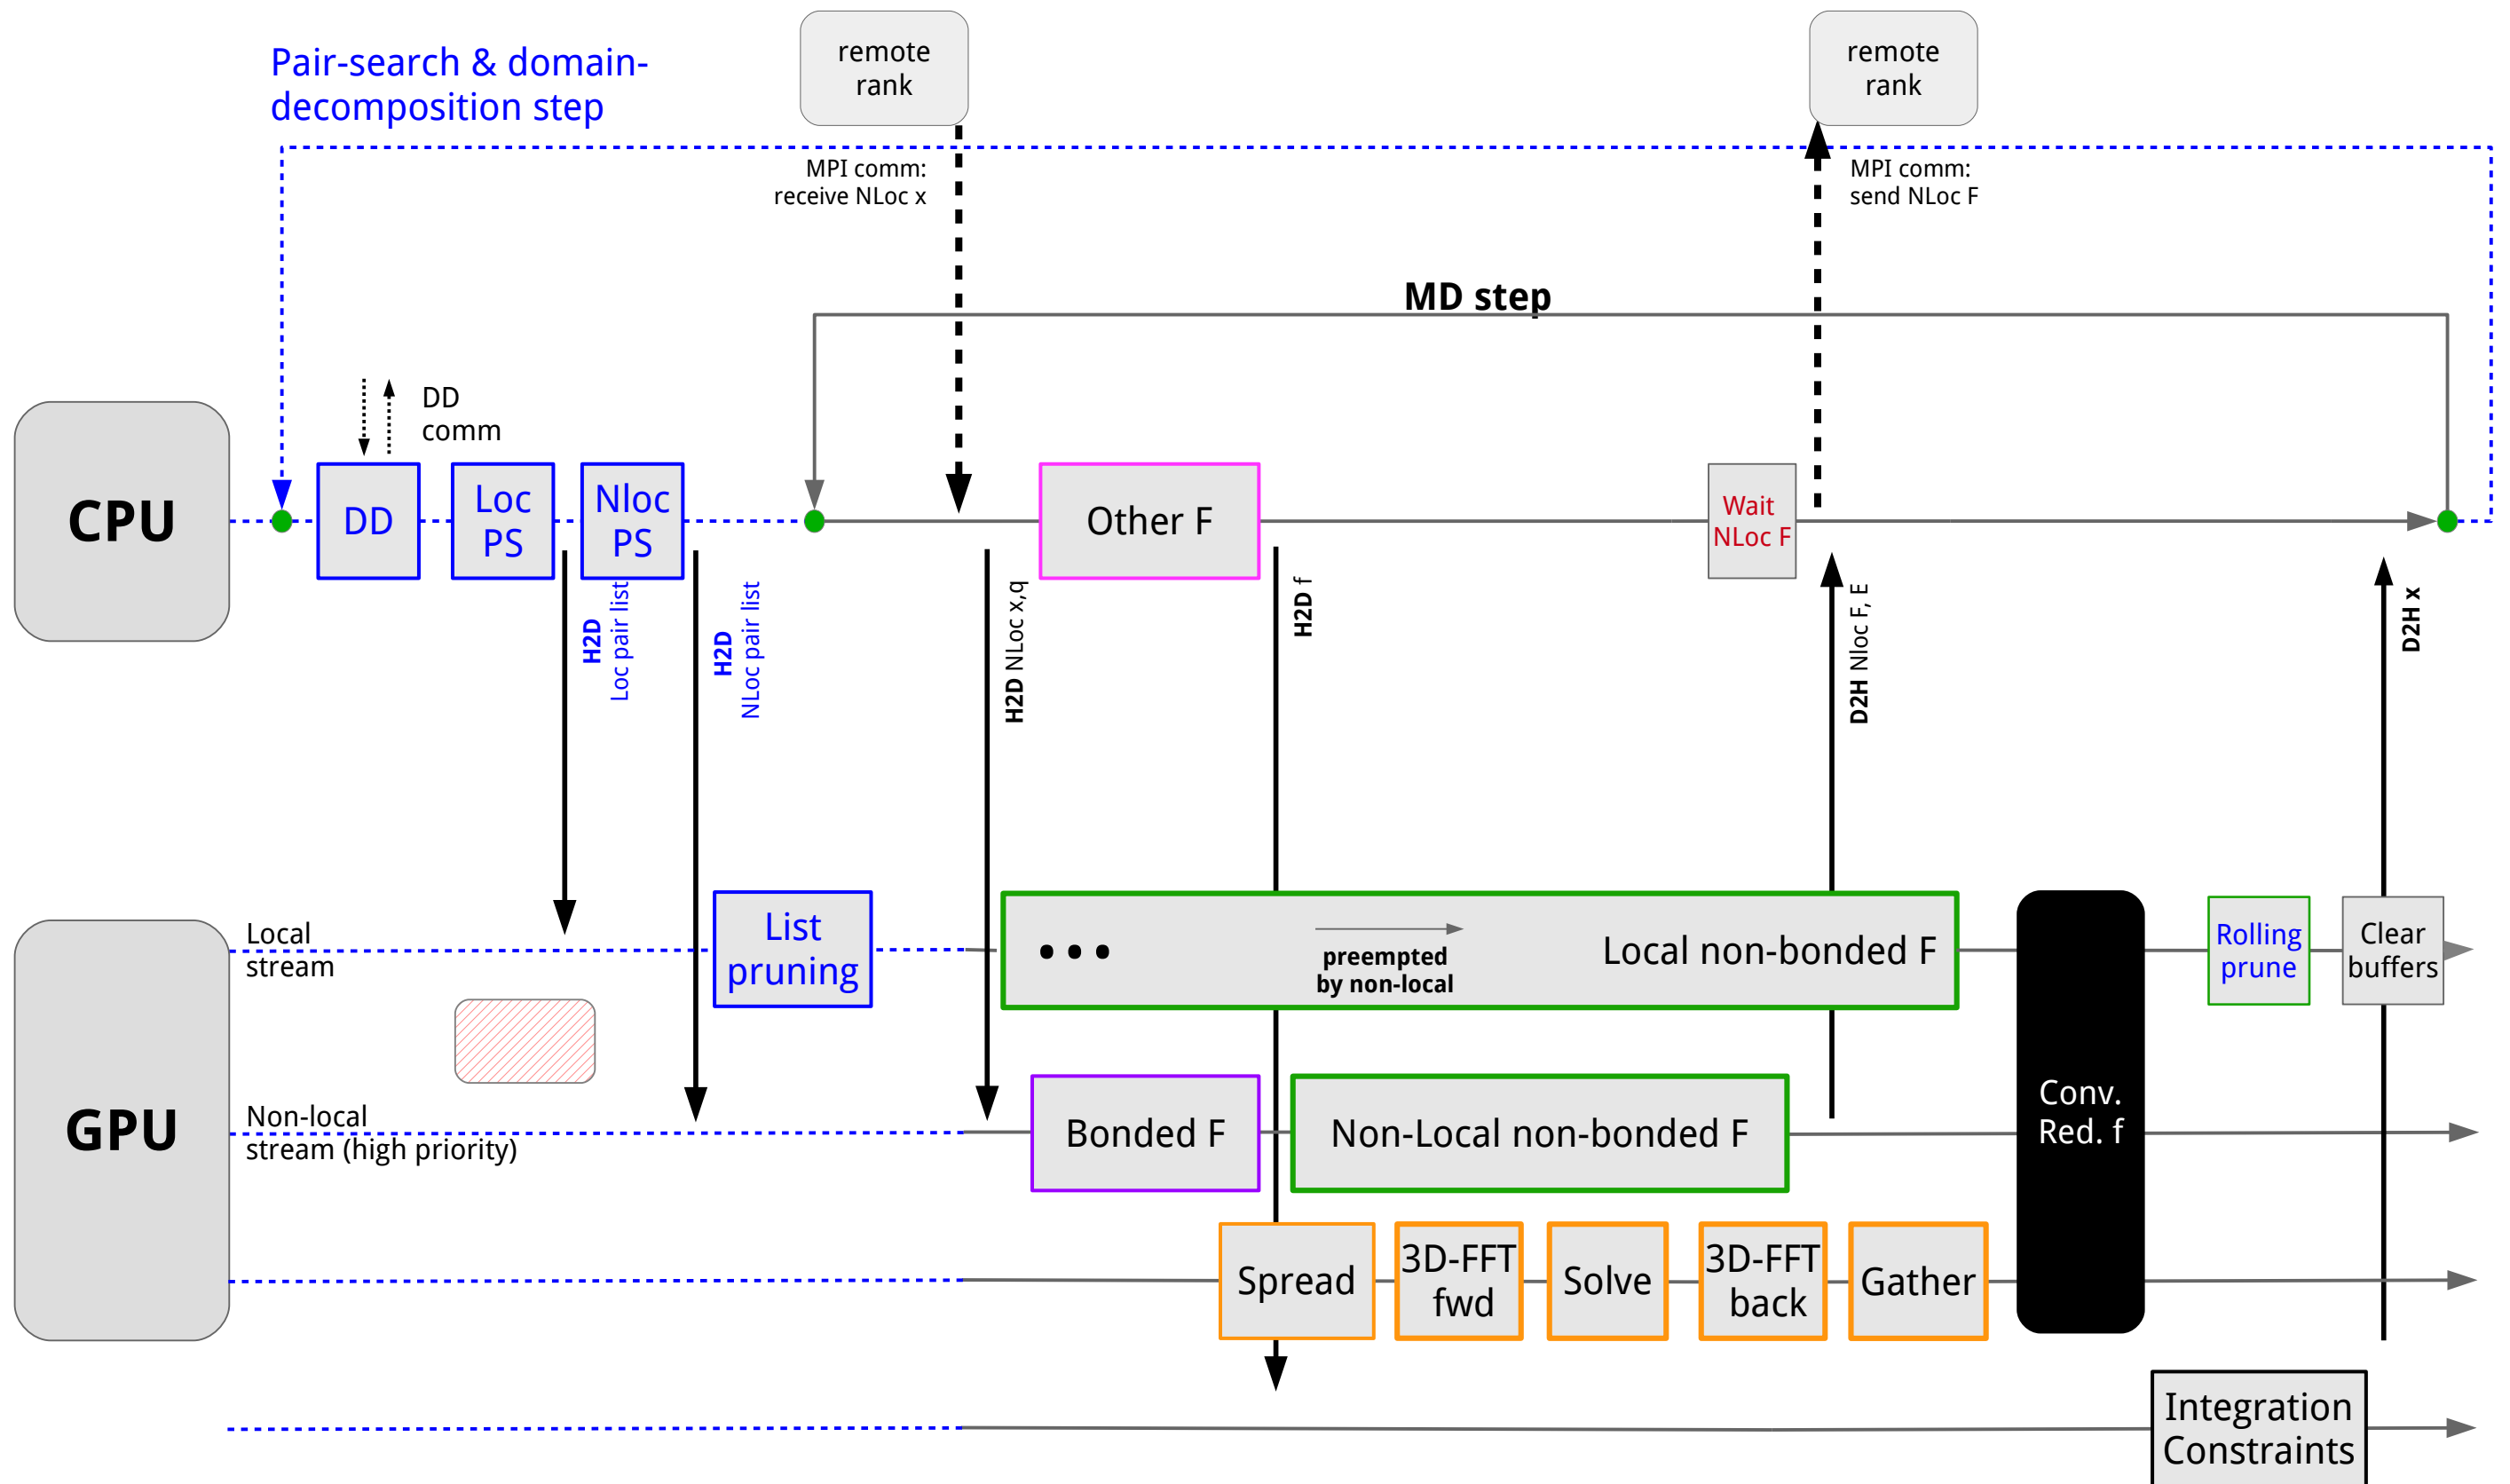 remote
rank
remote
rank
Pair-search & domain-
decomposition step
MPI comm:
receive NLoc x
MPI comm:
send NLoc F
MD step
DD
comm
CPU
DD
Loc
PS
Nloc
PS
Other F
Wait
NLoc F
H2D
Loc pair list
H2D
NLoc pair list
H2D NLoc x,q
H2D f
D2H Nloc F, E
D2H x
GPU
Local
stream
List
pruning
•••
preempted
by non-local
Local non-bonded F
Rolling
prune
Clear
buffers
Non-local
stream (high priority)
Bonded F
Non-Local non-bonded F
Conv.
Red. f
Spread
3D-FFT
fwd
Solve
3D-FFT
back
Gather
Integration
Constraints